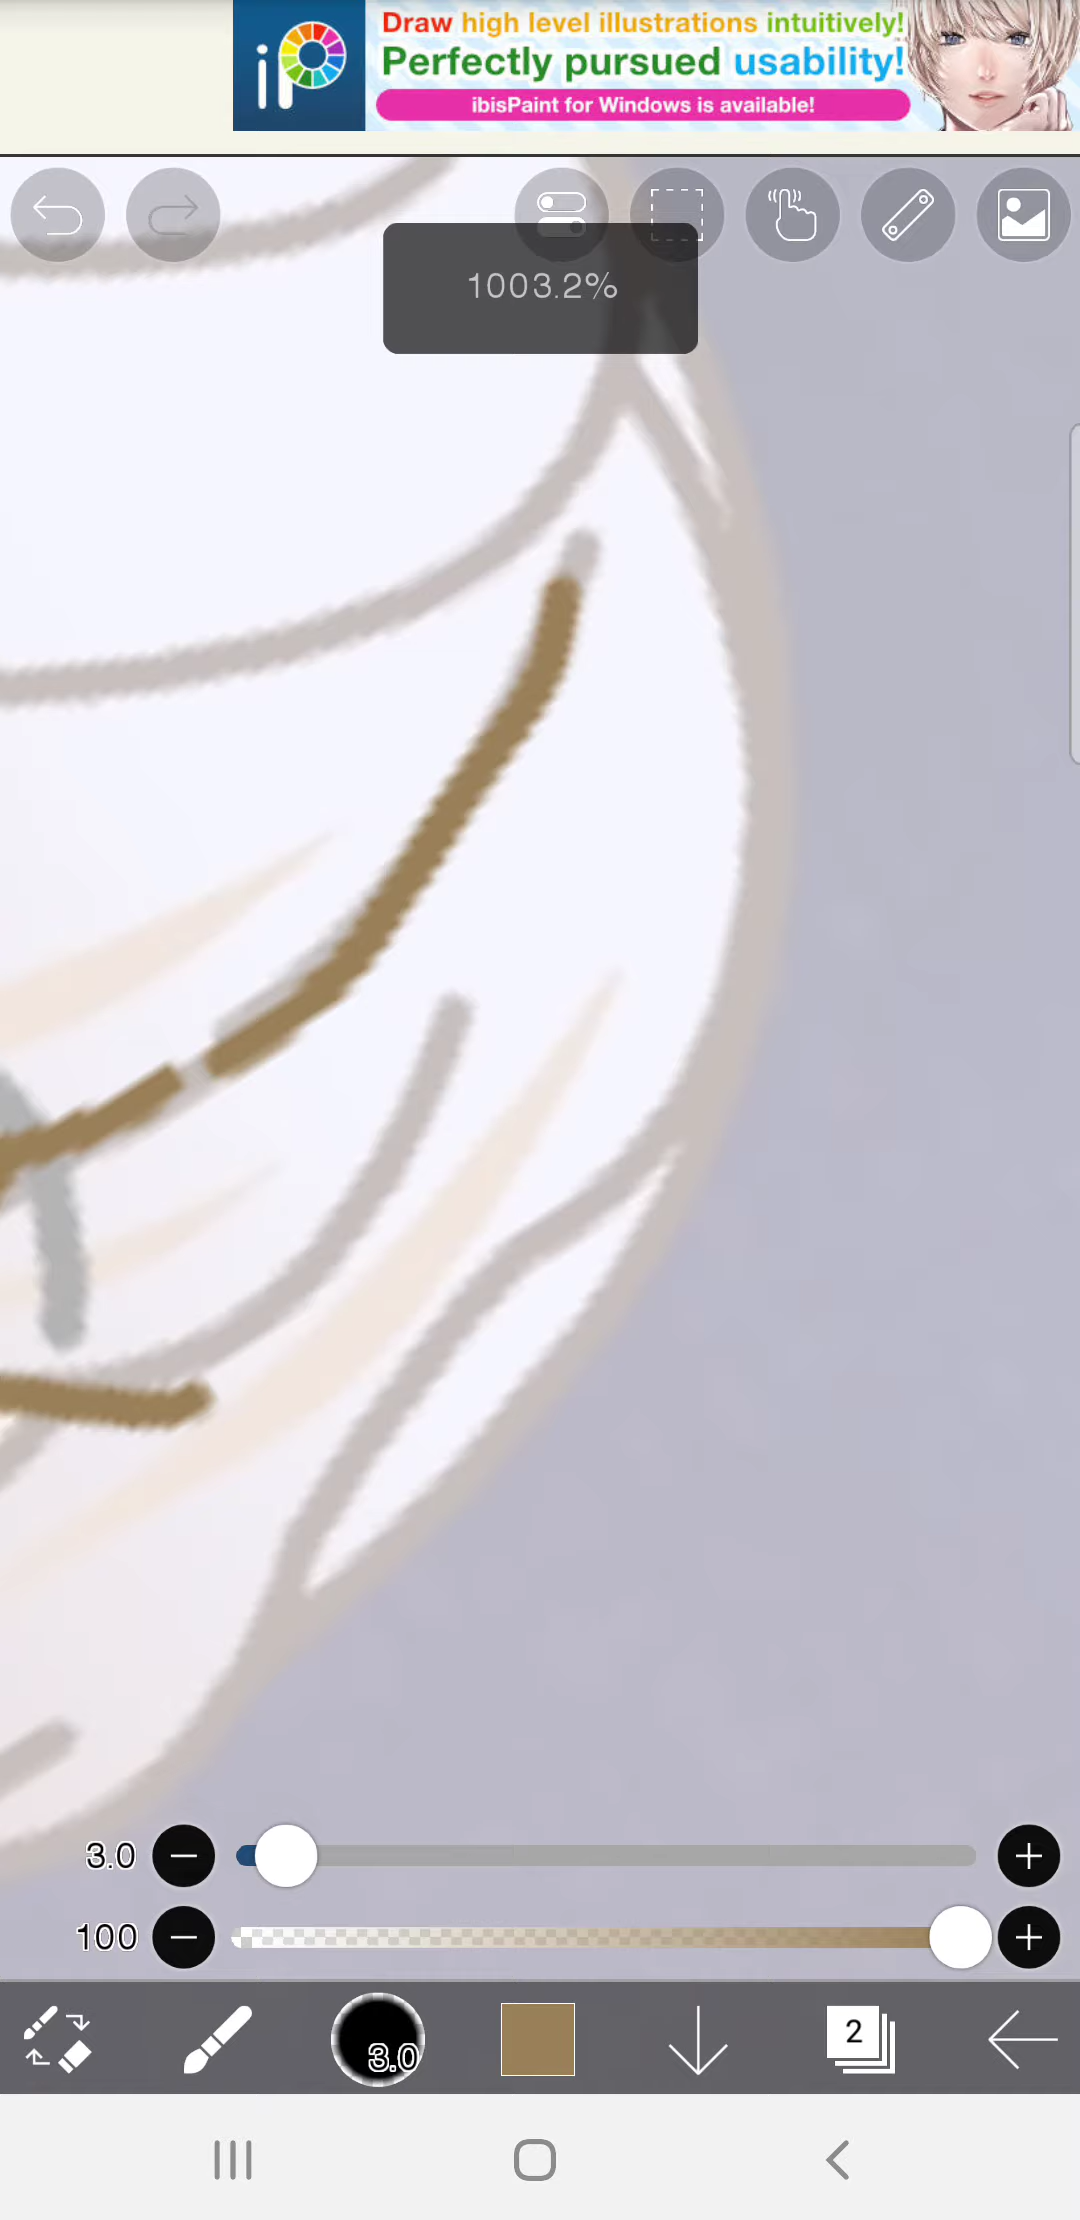 Draw high level illustrations intuitively!
iP
Perfectly pursued usability!
ibisPaint for Windows is available!
1003.2%
3.0
100
3.0
2